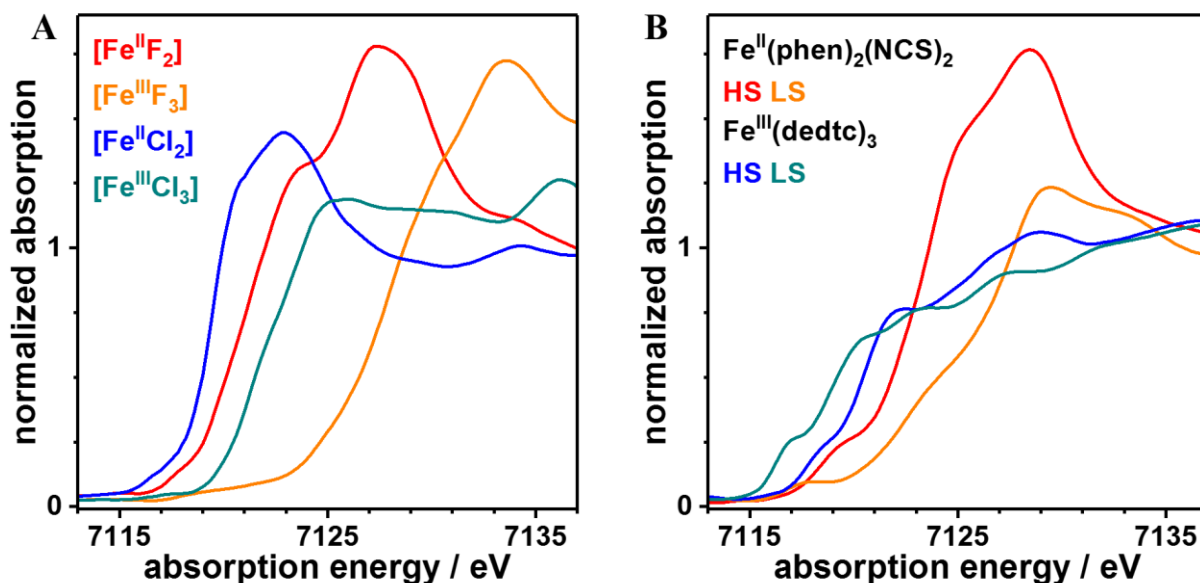 A
[FeᴵᴵF₂]
[FeᴵᴵᴵF₃]
[FeᴵᴵCl₂]
[FeᴵᴵᴵCl₃]
normalized absorption
1
0
7115 7125 7135
absorption energy / eV
B
Feᴵᴵ(phen)₂(NCS)₂
HS LS
Feᴵᴵᴵ(dedtc)₃
HS LS
normalized absorption
1
0
7115 7125 7135
absorption energy / eV